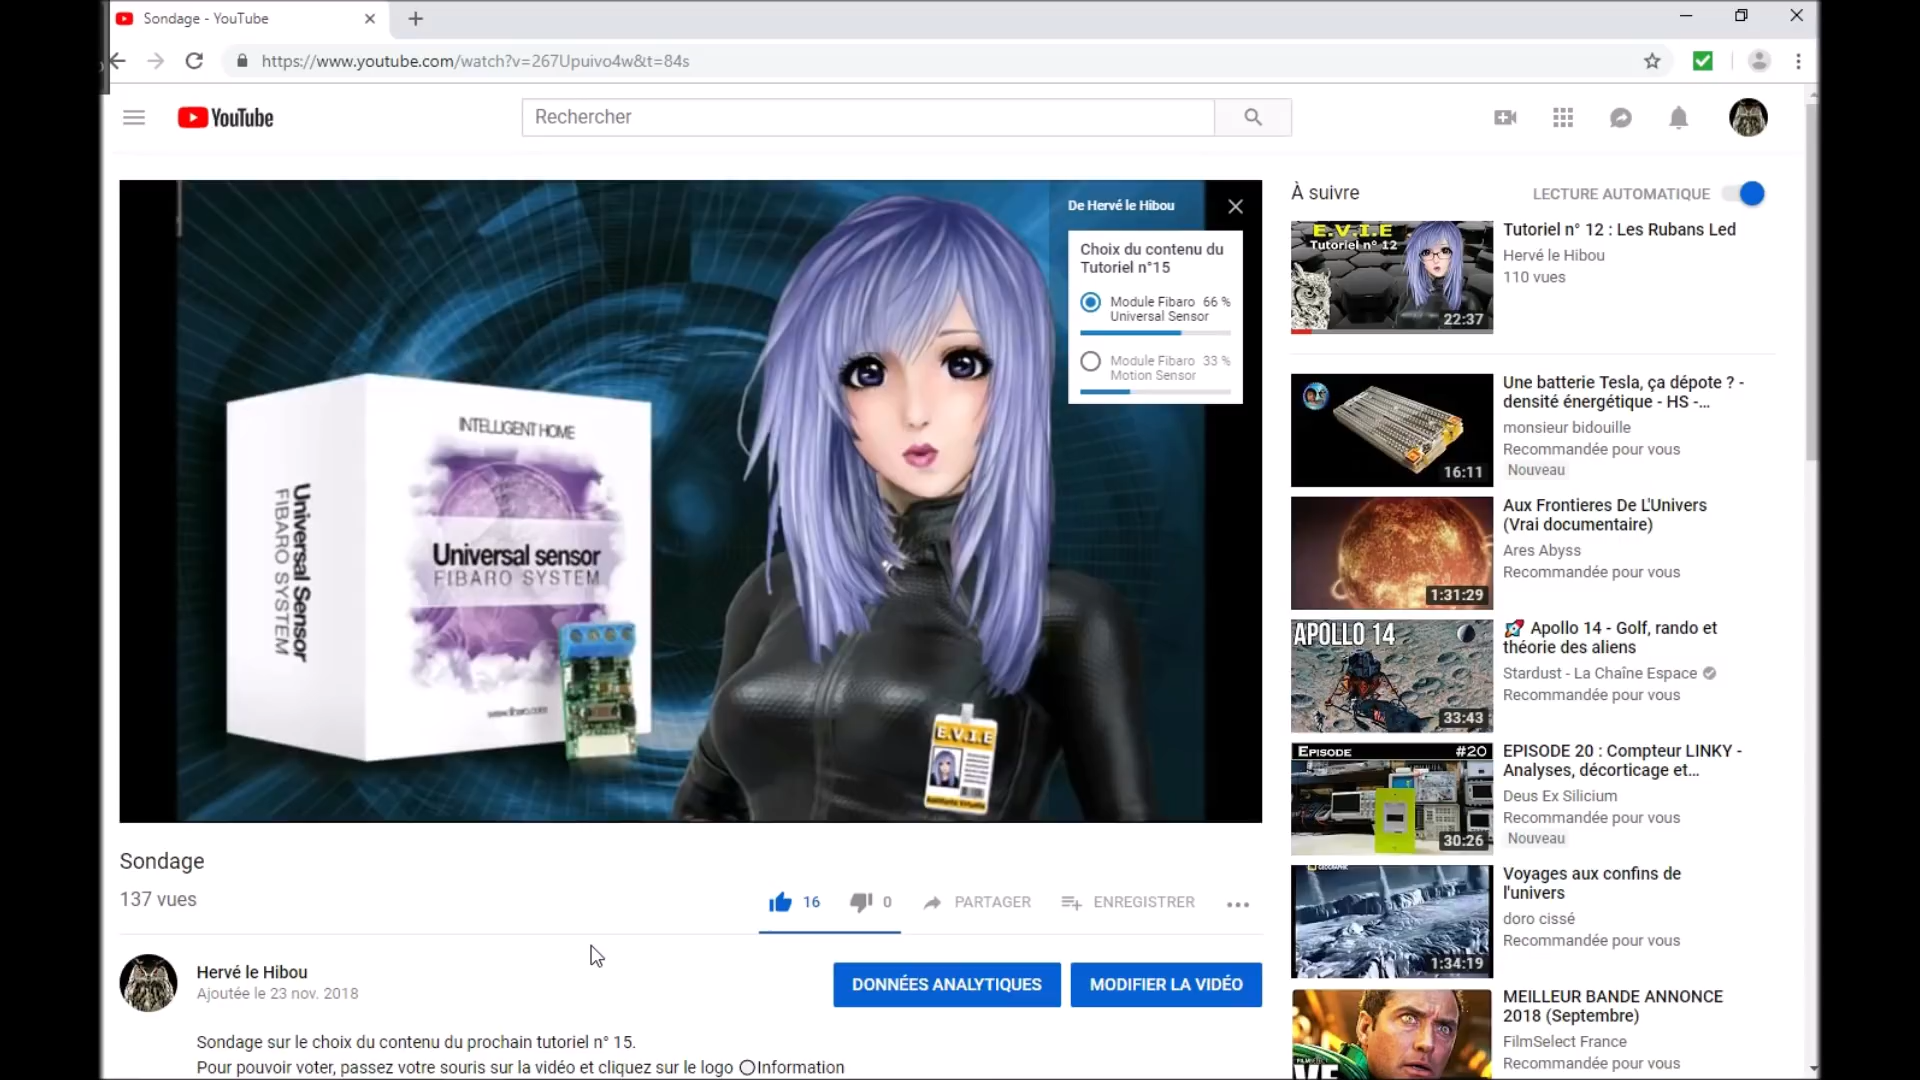 Sondage - YouTube
https://www.youtube.com/watch?v=267Upuivo4w&t=84s
YouTube
Rechercher
De Hervé le Hibou
Choix du contenu du
Tutoriel n°15
Module Fibaro 66 %
Universal Sensor
Module Fibaro 33 %
Motion Sensor
INTELLIGENT HOME
Universal sensor
FIBARO SYSTEM
Universal Sensor
FIBARO SYSTEM
www.fibaro.com
E.V.I.E
Sondage
137 vues
16
0
PARTAGER
ENREGISTRER
Hervé le Hibou
Ajoutée le 23 nov. 2018
DONNÉES ANALYTIQUES
MODIFIER LA VIDÉO
Sondage sur le choix du contenu du prochain tutoriel n° 15.
Pour pouvoir voter, passez votre souris sur la vidéo et cliquez sur le logo Information
À suivre
LECTURE AUTOMATIQUE
E.V.I.E
Tutoriel n° 12
22:37
Tutoriel n° 12 : Les Rubans Led
Hervé le Hibou
110 vues
16:11
Une batterie Tesla, ça dépote ? -
densité énergétique - HS -...
monsieur bidouille
Recommandée pour vous
Nouveau
1:31:29
Aux Frontieres De L'Univers
(Vrai documentaire)
Ares Abyss
Recommandée pour vous
APOLLO 14
33:43
Apollo 14 - Golf, rando et
théorie des aliens
Stardust - La Chaîne Espace
Recommandée pour vous
EPISODE #20
30:26
EPISODE 20 : Compteur LINKY -
Analyses, décorticage et...
Deus Ex Silicium
Recommandée pour vous
Nouveau
1:34:19
Voyages aux confins de
l'univers
doro cissé
Recommandée pour vous
MEILLEUR BANDE ANNONCE
2018 (Septembre)
FilmSelect France
Recommandée pour vous